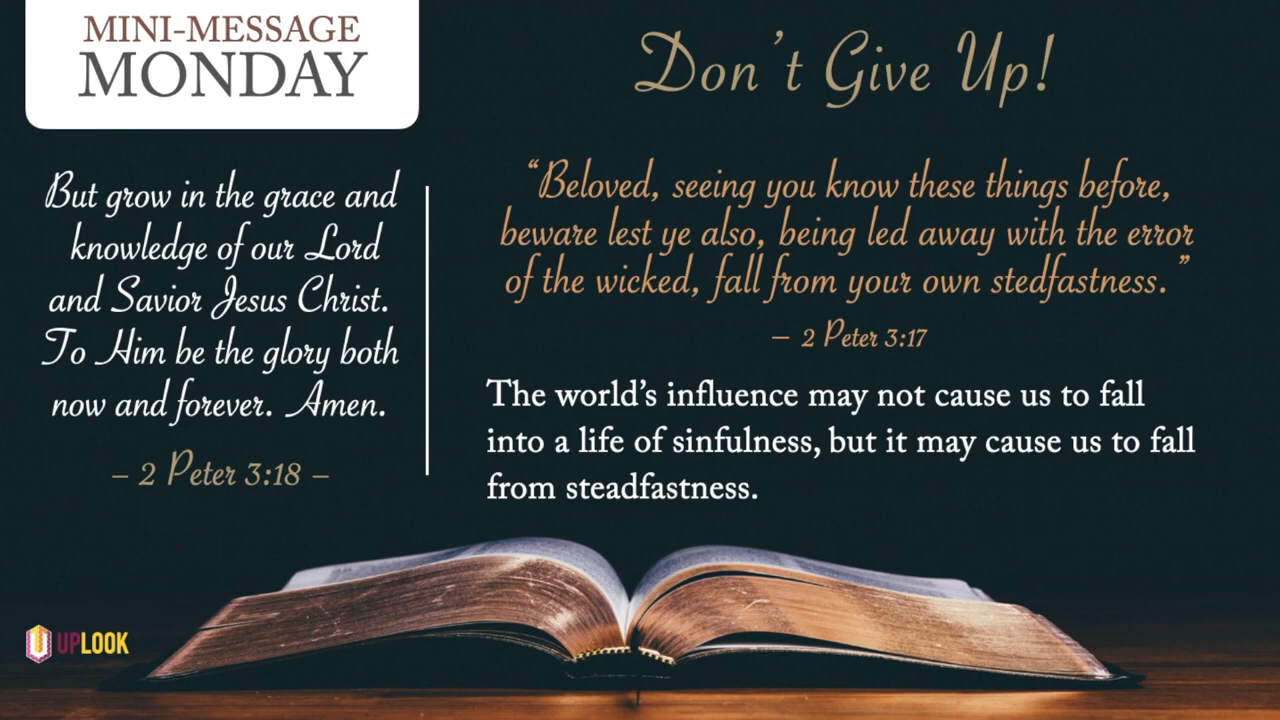 MINI-MESSAGE
MONDAY
Don't Give Up!
But grow in the grace and
knowledge of our Lord
and Savior Jesus Christ.
To Him be the glory both
now and forever. Amen.
– 2 Peter 3:18 –
“Beloved, seeing you know these things before,
beware lest ye also, being led away with the error
of the wicked, fall from your own stedfastness.”
– 2 Peter 3:17
The world’s influence may not cause us to fall
into a life of sinfulness, but it may cause us to fall
from steadfastness.
UPLOOK